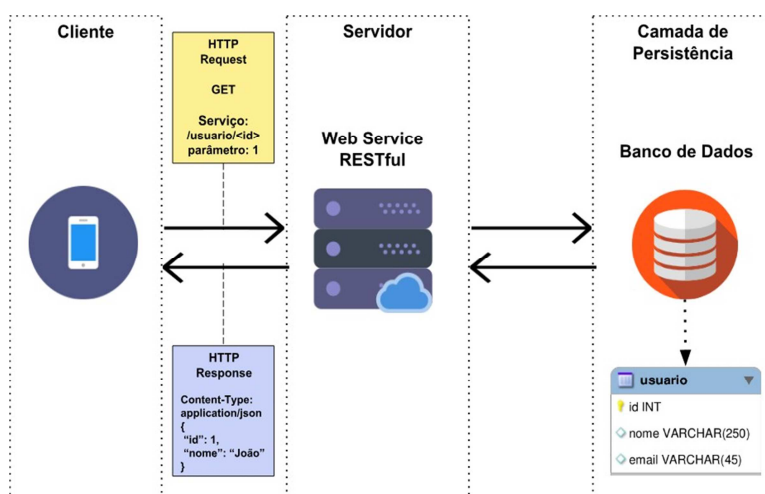 Cliente
HTTP
Request
GET
Serviço:
/usuario/<id>
parâmetro: 1
Servidor
Web Service
RESTful
Camada de
Persistência
Banco de Dados
HTTP
Response
Content-Type:
application/json
{
“id”: 1,
“nome”: “João”
}
usuario
id INT
nome VARCHAR(250)
email VARCHAR(45)